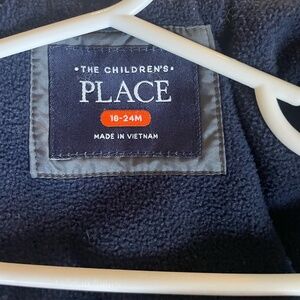 • THE CHILDREN'S •
PLACE
18-24M
MADE IN VIETNAM